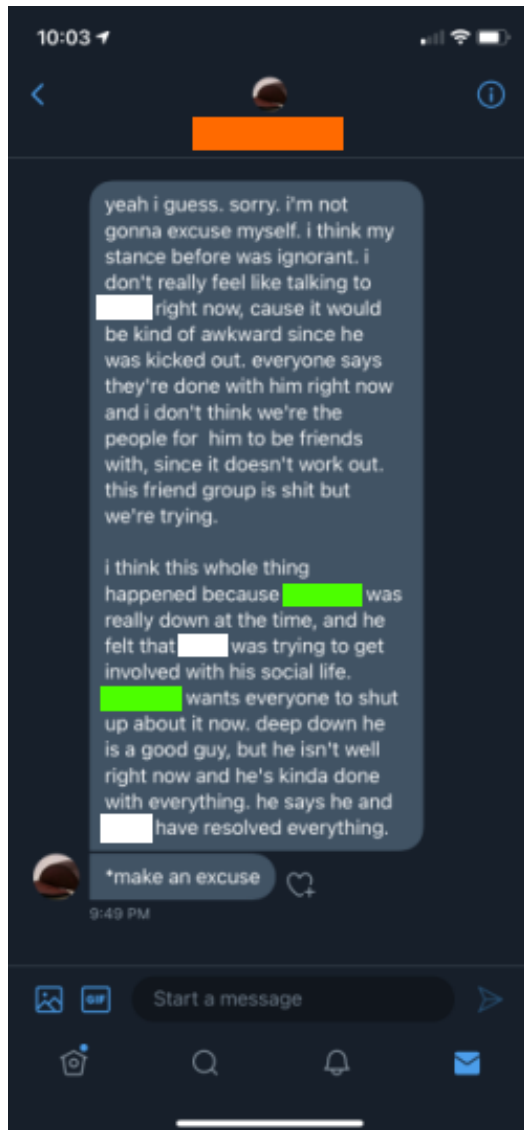 10:03
yeah i guess. sorry. i'm not
gonna excuse myself. i think my
stance before was ignorant. i
don't really feel like talking to
right now, cause it would
be kind of awkward since he
was kicked out. everyone says
they're done with him right now
and i don't think we're the
people for  him to be friends
with, since it doesn't work out.
this friend group is shit but
we're trying.
i think this whole thing
happened because was
really down at the time, and he
felt that was trying to get
involved with his social life.
wants everyone to shut
up about it now. deep down he
is a good guy, but he isn't well
right now and he's kinda done
with everything. he says he and
have resolved everything.
*make an excuse
9:49 PM
GIF
Start a message